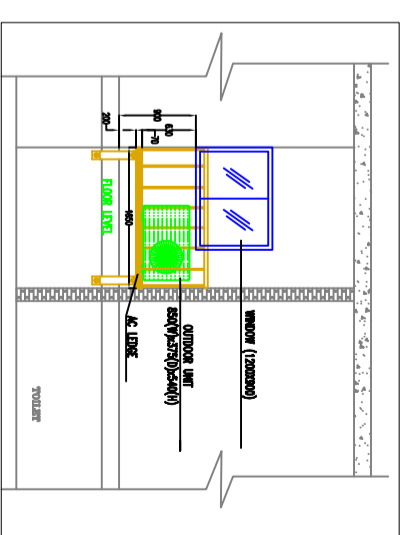 WINDOW (1200X900)
OUTDOOR UNIT
850(W)x375(D)x540(H)
AC LEDGE
TOILET
FLOOR LEVEL
900
630
70
200
1450